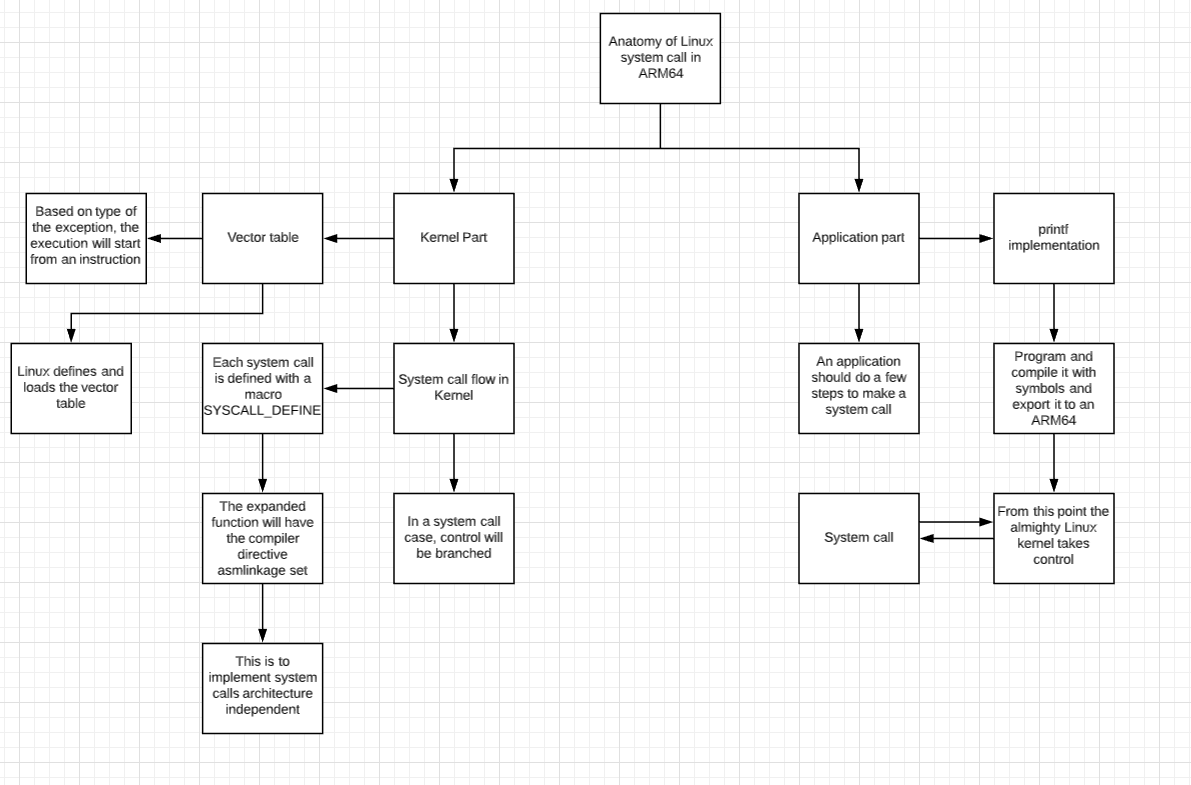 Anatomy of Linux
system call in
ARM64
Based on type of
the exception, the
execution will start
from an instruction
Vector table
Kernel Part
Application part
printf
implementation
Linux defines and
loads the vector
table
Each system call
is defined with a
macro
SYSCALL_DEFINE
System call flow in
Kernel
An application
should do a few
steps to make a
system call
Program and
compile it with
symbols and
export it to an
ARM64
The expanded
function will have
the compiler
directive
asmlinkage set
In a system call
case, control will
be branched
System call
From this point the
almighty Linux
kernel takes
control
This is to
implement system
calls architecture
independent